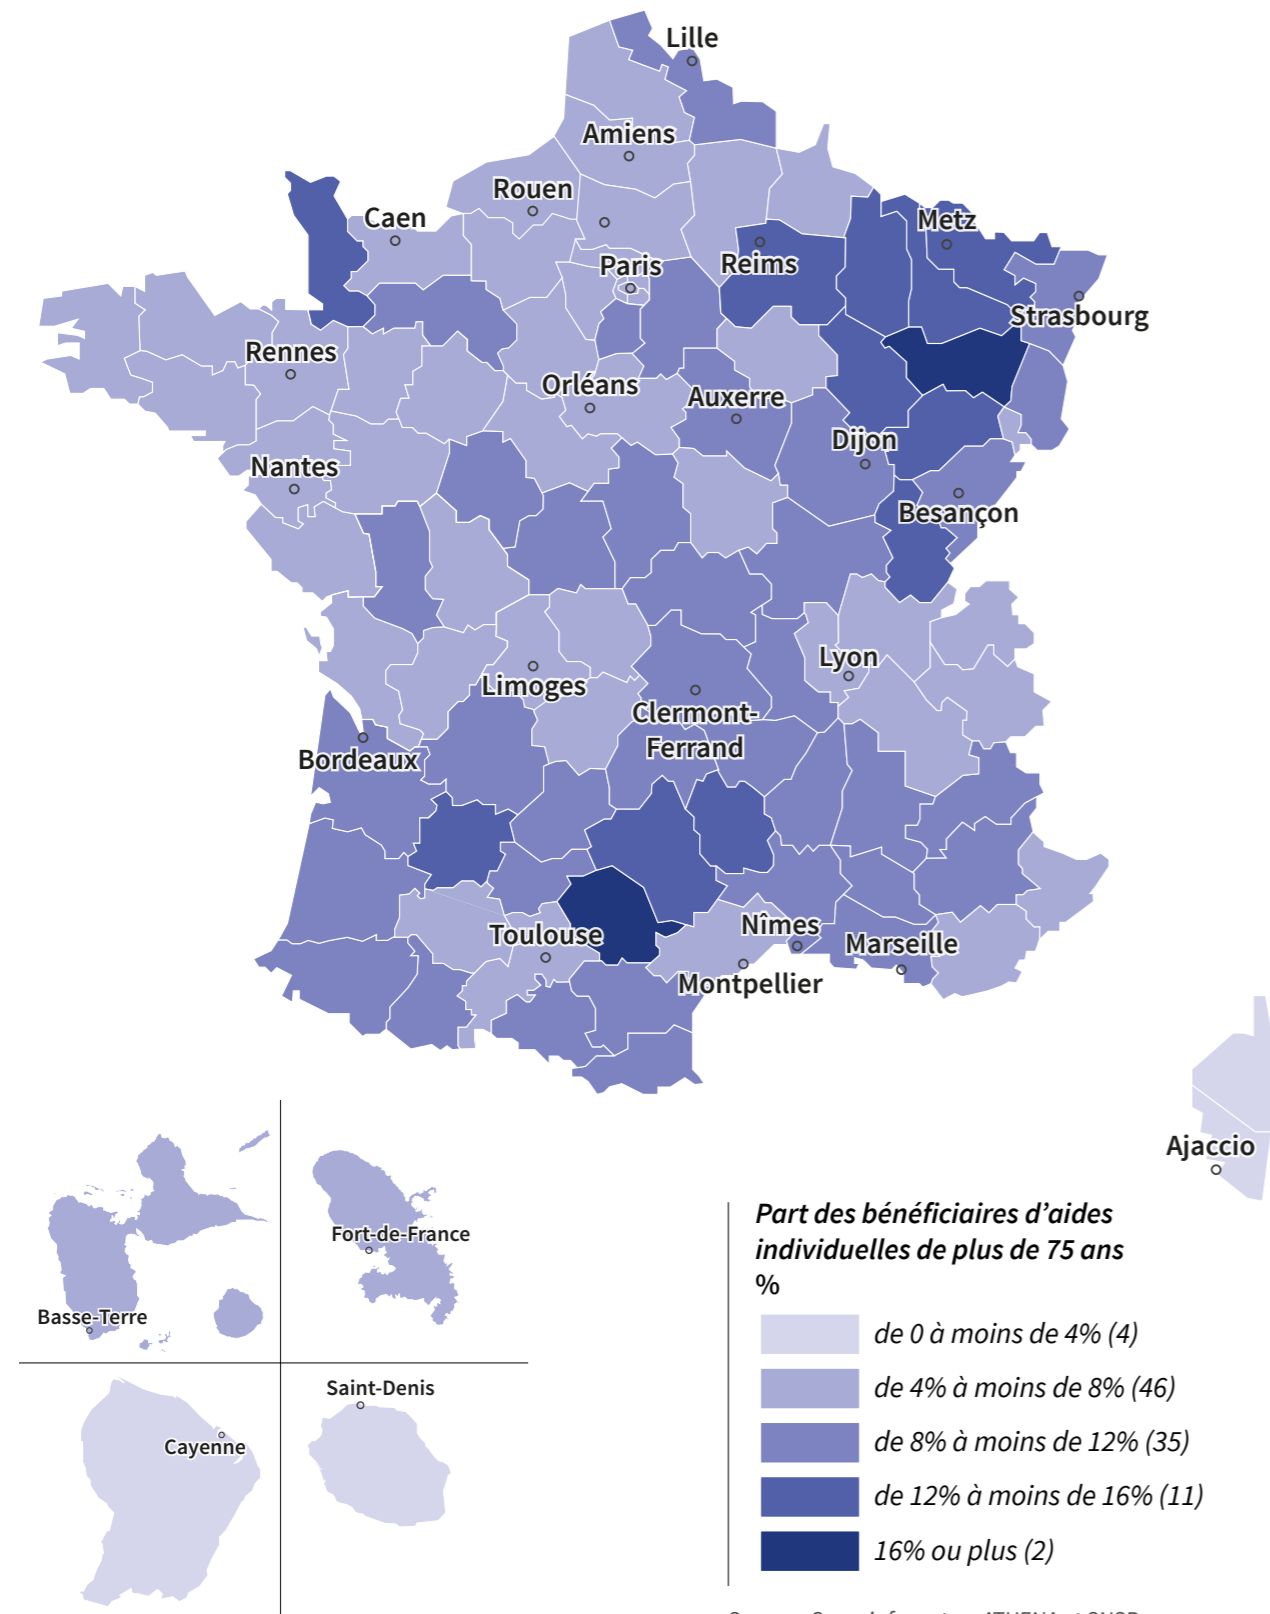 Lille
Amiens
Rouen
Caen
Metz
Paris
Reims
Strasbourg
Rennes
Orléans
Auxerre
Dijon
Nantes
Besançon
Lyon
Limoges
Clermont-
Ferrand
Bordeaux
Nîmes
Toulouse
Marseille
Montpellier
Ajaccio
Fort-de-France
Basse-Terre
Saint-Denis
Cayenne
Part des bénéficiaires d’aides
individuelles de plus de 75 ans
%
de 0 à moins de 4% (4)
de 4% à moins de 8% (46)
de 8% à moins de 12% (35)
de 12% à moins de 16% (11)
16% ou plus (2)